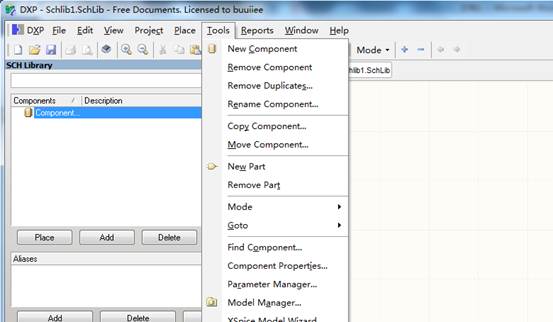 DXP - Schlib1.SchLib - Free Documents. Licensed to buuiiee
DXP File Edit View Project Place Tools Reports Window Help
Mode
SCH Library
hlib1.SchLib
Components / Description
Component...
Place Add Delete
Aliases
Add Delete
New Component
Remove Component
Remove Duplicates...
Rename Component...
Copy Component...
Move Component...
New Part
Remove Part
Mode
Goto
Find Component...
Component Properties...
Parameter Manager...
Model Manager...
XSpice Model Wizard